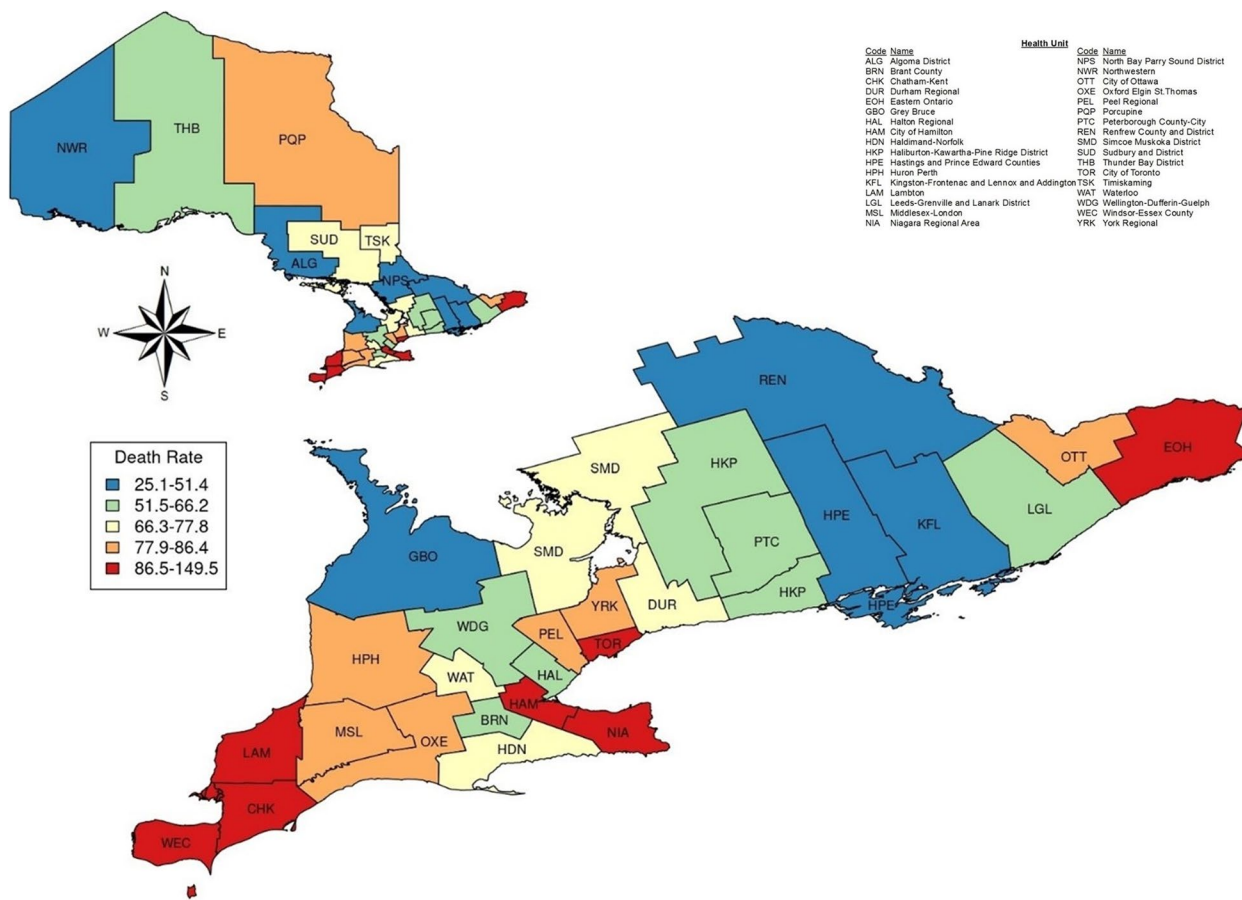 Health Unit
Code Name Code Name
ALG Algoma District NPS North Bay Parry Sound District
BRN Brant County NWR Northwestern
CHK Chatham-Kent OTT City of Ottawa
DUR Durham Regional OXE Oxford Elgin St.Thomas
EOH Eastern Ontario PEL Peel Regional
GBO Grey Bruce PQP Porcupine
HAL Halton Regional PTC Peterborough County-City
HAM City of Hamilton REN Renfrew County and District
HDN Haldimand-Norfolk SMD Simcoe Muskoka District
HKP Haliburton-Kawartha-Pine Ridge District SUD Sudbury and District
HPE Hastings and Prince Edward Counties THB Thunder Bay District
HPH Huron Perth TOR City of Toronto
KFL Kingston-Frontenac and Lennox and Addington TSK Timiskaming
LAM Lambton WAT Waterloo
LGL Leeds-Grenville and Lanark District WDG Wellington-Dufferin-Guelph
MSL Middlesex-London WEC Windsor-Essex County
NIA Niagara Regional Area YRK York Regional
THB
PQP
NWR
SUD
TSK
ALG
NPS
N
W
E
S
Death Rate
25.1-51.4
51.5-66.2
66.3-77.8
77.9-86.4
86.5-149.5
REN
SMD
HKP
OTT
EOH
HPE
KFL
LGL
GBO
SMD
PTC
HKP
HPE
YRK
DUR
WDG
PEL
TOR
HPH
WAT
HAL
HAM
BRN
NIA
MSL
OXE
HDN
LAM
CHK
WEC